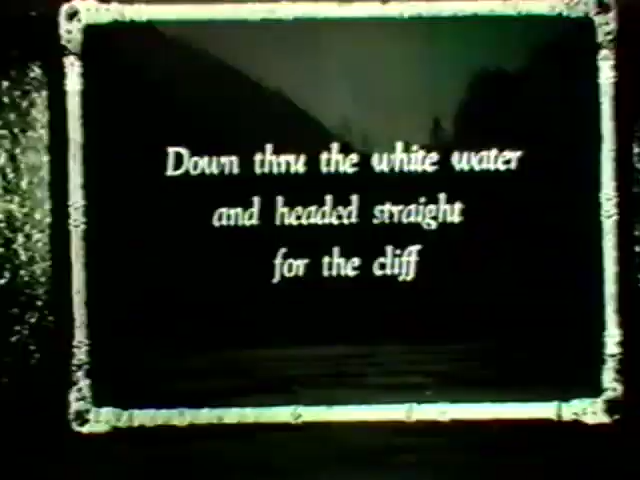 Down thru the white water
and headed straight
for the cliff